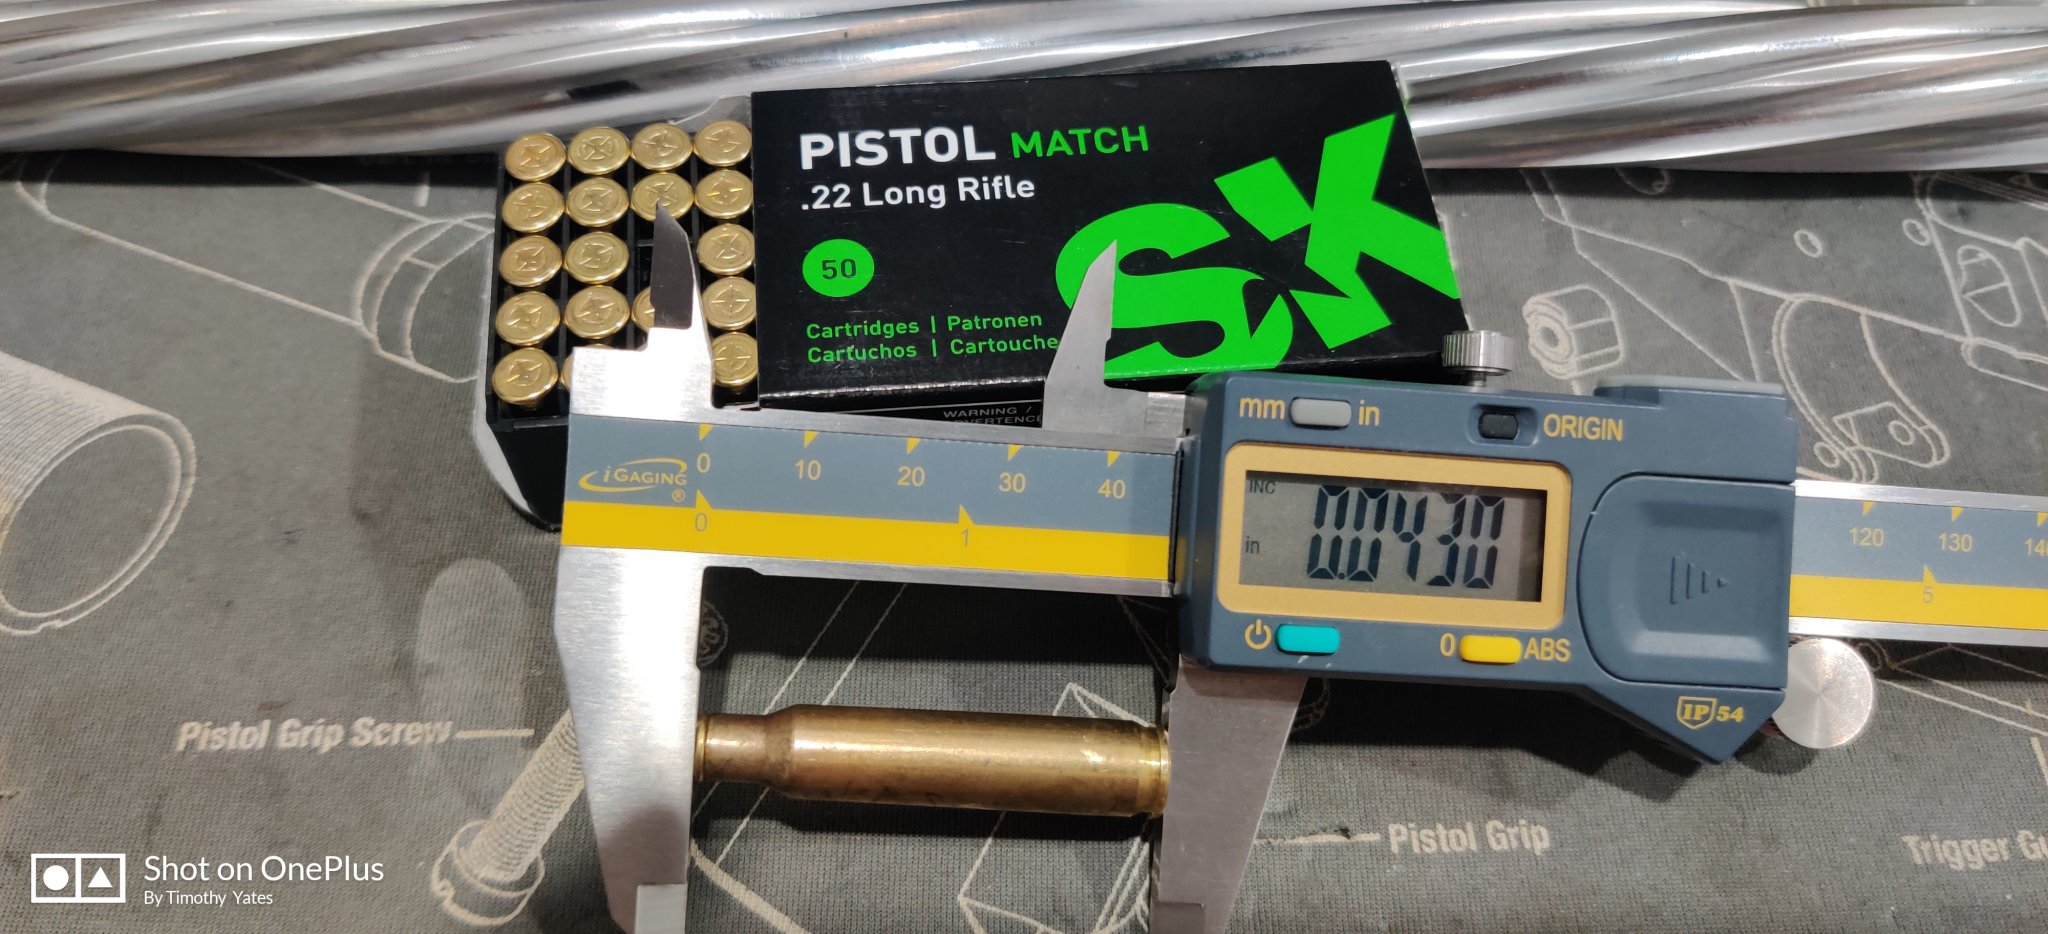 PISTOL MATCH
.22 Long Rifle
SK
50
Cartridges | Patronen
Cartuchos | Cartouche
WARNING /
mm in ORIGIN
iGAGING ®
0 10 20 30 40
0 1
INC
in 0.0430
120 130
5
0 ABS
IP54
Pistol Grip Screw
Pistol Grip
Trigger
Shot on OnePlus
By Timothy Yates